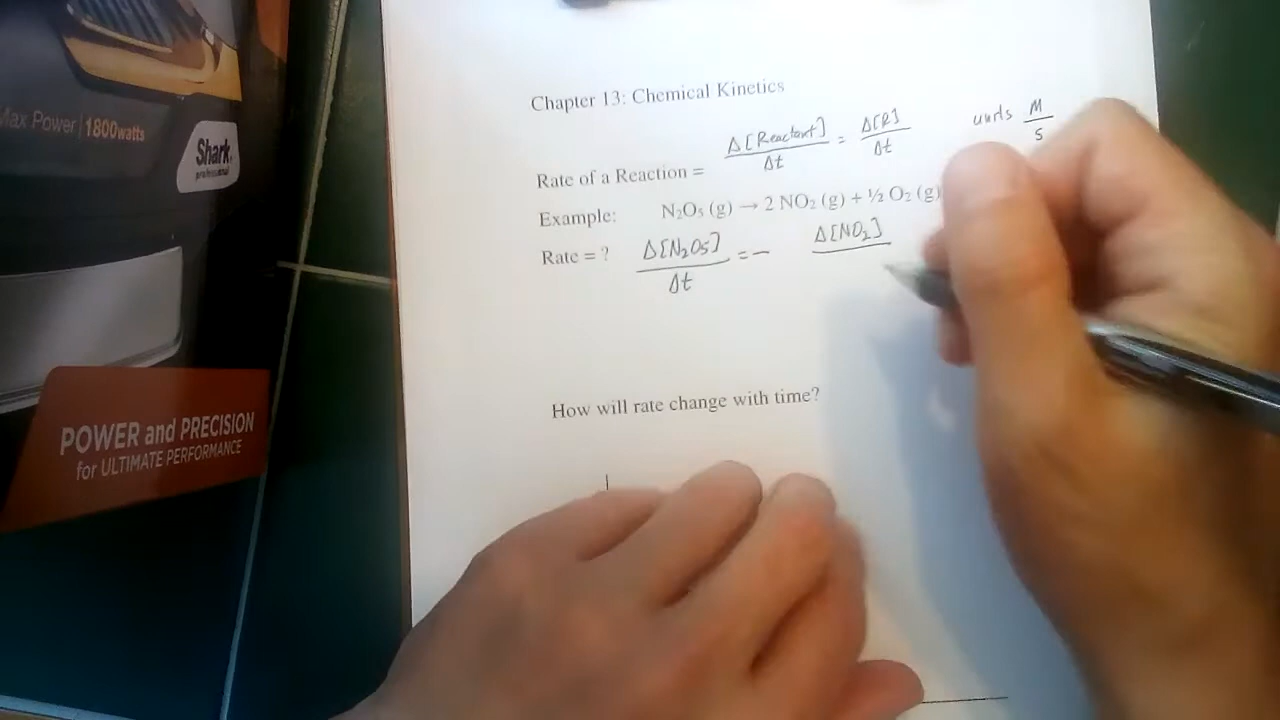 Max Power | 1800watts
Shark
professional
POWER and PRECISION
for ULTIMATE PERFORMANCE
Chapter 13: Chemical Kinetics
Rate of a Reaction = Δ[Reactant]/Δt = Δ[R]/Δt units M/s
Example: N₂O₅ (g) → 2 NO₂ (g) + ½ O₂ (g)
Rate = ? Δ[N₂O₅]/Δt = - Δ[NO₂]
How will rate change with time?